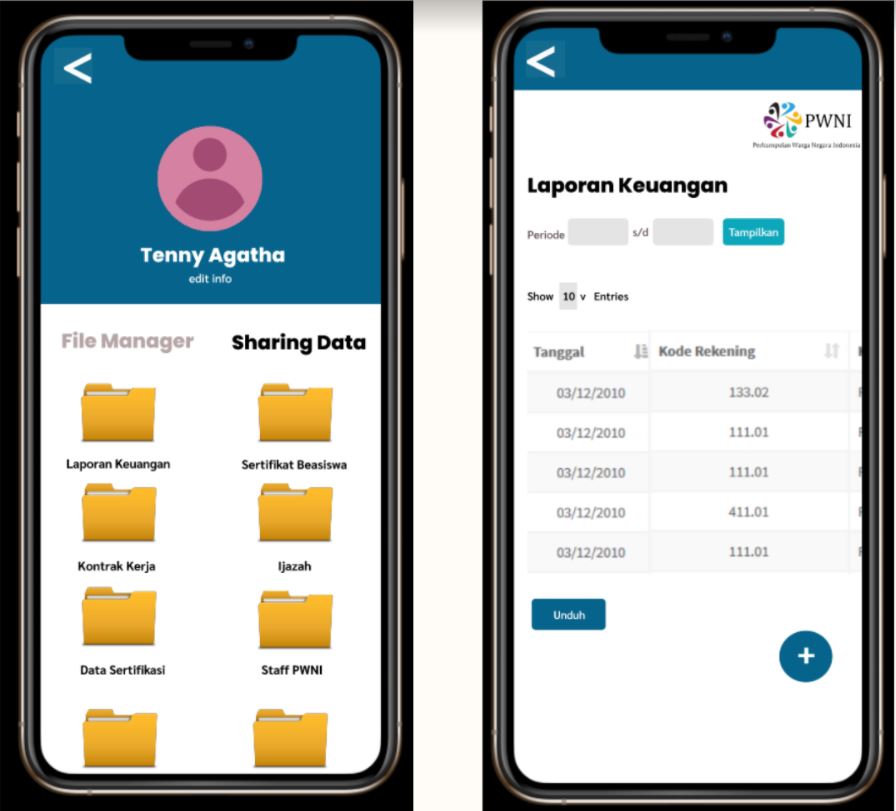 <
Tenny Agatha
edit info
File Manager
Sharing Data
Laporan Keuangan
Sertifikat Beasiswa
Kontrak Kerja
Ijazah
Data Sertifikasi
Staff PWNI
<
PWNI
Perkumpulan Warga Negara Indonesia
Laporan Keuangan
Periode s/d Tampilkan
Show 10 v Entries
Tanggal Kode Rekening
03/12/2010 133.02
03/12/2010 111.01
03/12/2010 111.01
03/12/2010 411.01
03/12/2010 111.01
Unduh
+